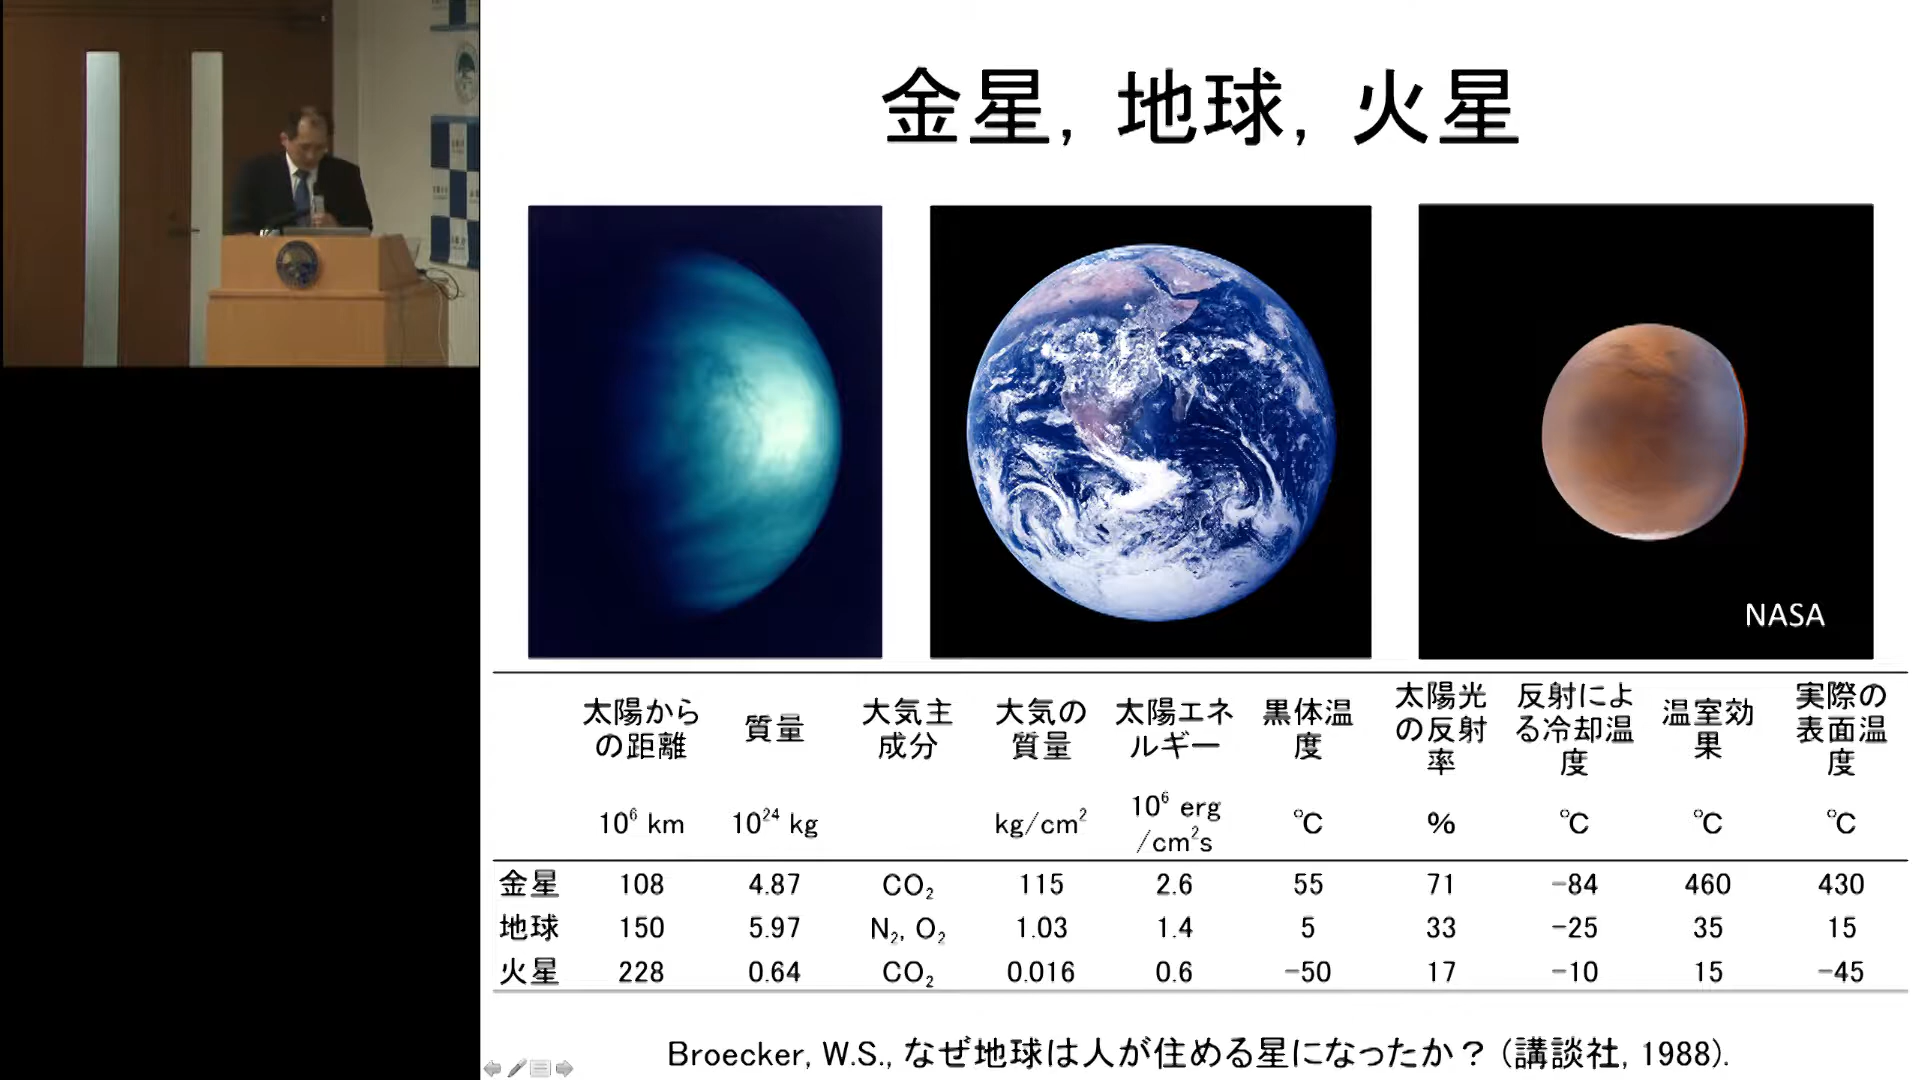 金星, 地球, 火星
NASA
太陽からの距離 質量 大気主成分 大気の質量 太陽エネルギー 黒体温度 太陽光の反射率 反射による冷却温度 温室効果 実際の表面温度
10⁶ km 10²⁴ kg kg/cm² 10⁶ erg/cm²s ℃ % ℃ ℃ ℃
金星 108 4.87 CO₂ 115 2.6 55 71 −84 460 430
地球 150 5.97 N₂, O₂ 1.03 1.4 5 33 −25 35 15
火星 228 0.64 CO₂ 0.016 0.6 −50 17 −10 15 −45
Broecker, W.S., なぜ地球は人が住める星になったか？ (講談社, 1988).